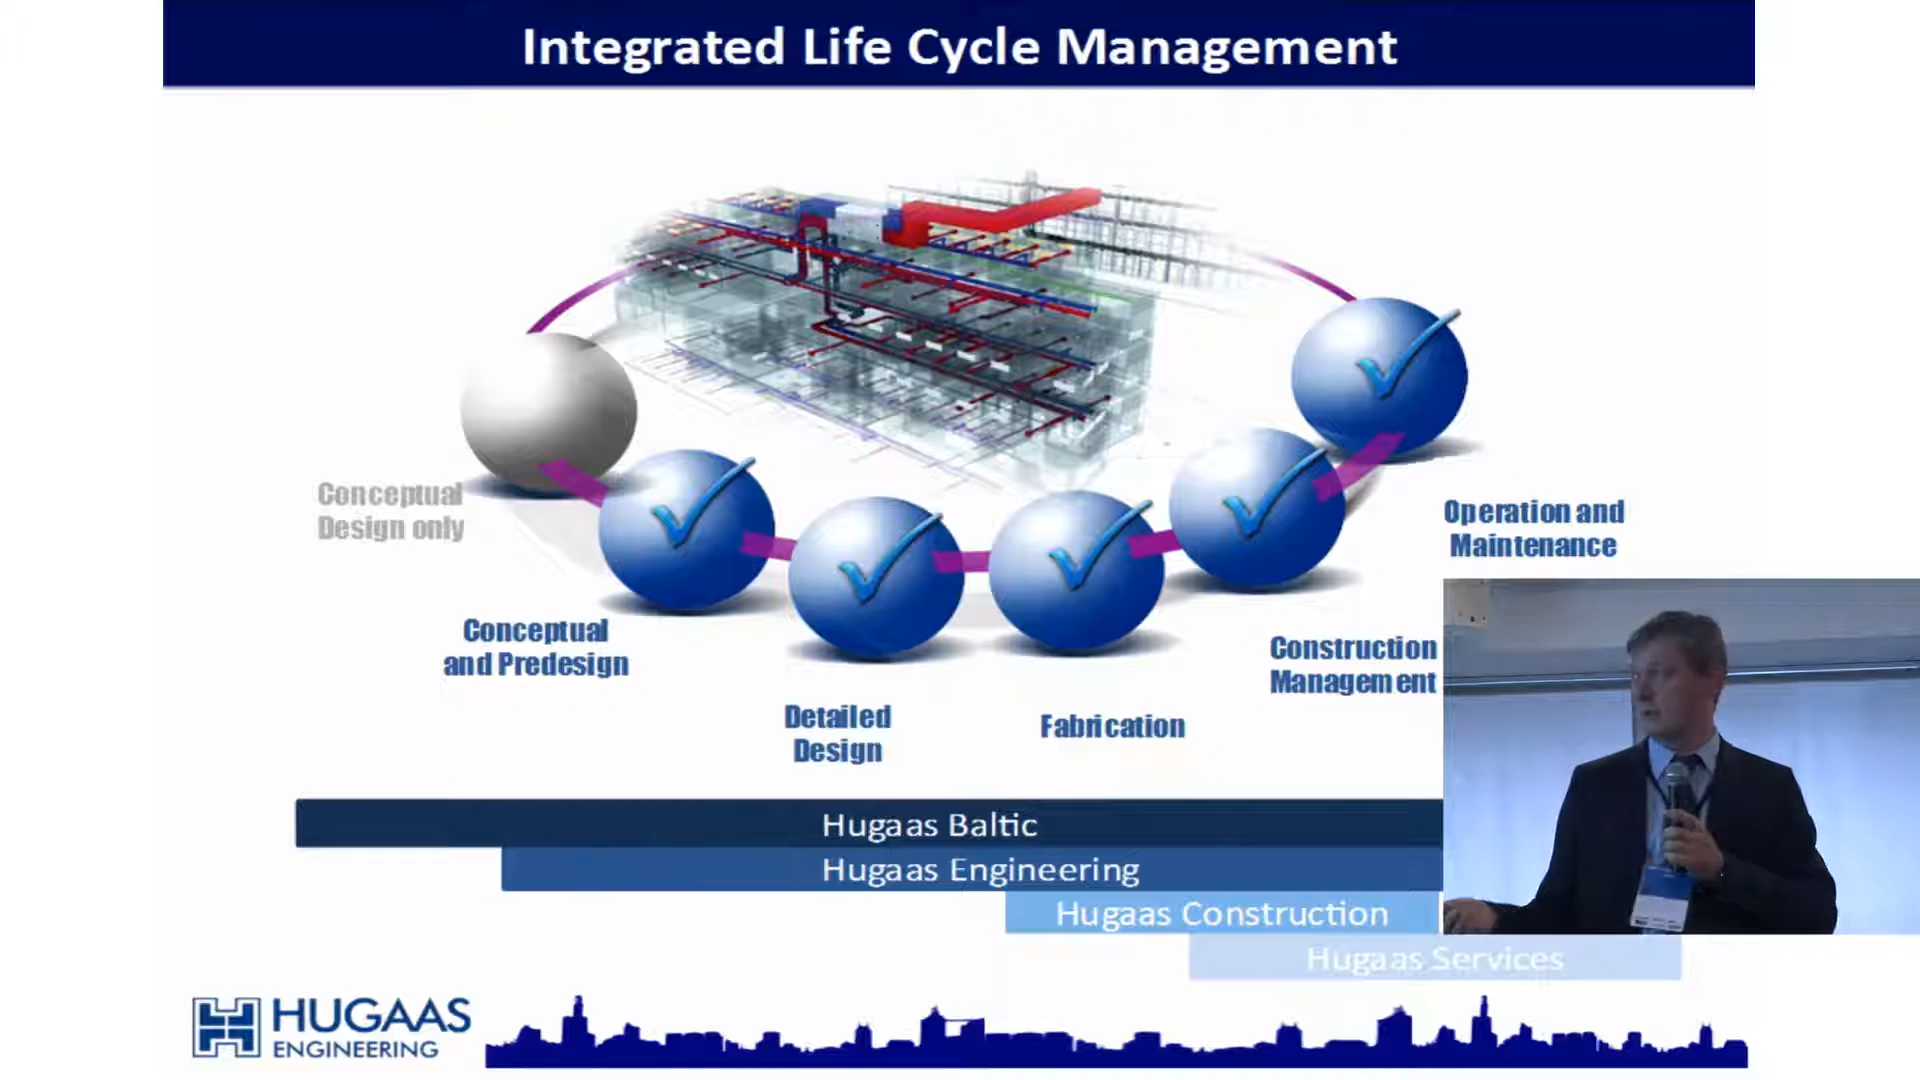 Integrated Life Cycle Management
Conceptual
Design only
Conceptual
and Predesign
Detailed
Design
Fabrication
Construction
Management
Operation and
Maintenance
Hugaas Baltic
Hugaas Engineering
Hugaas Construction
Hugaas Services
HUGAAS
ENGINEERING